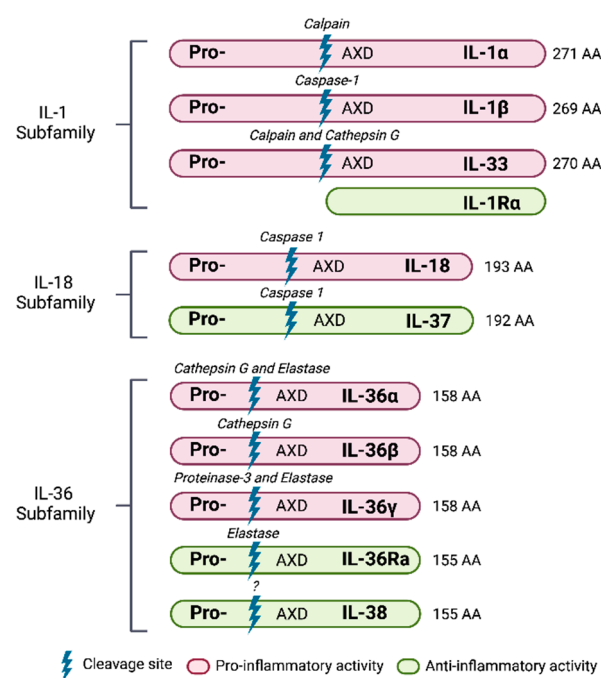 Calpain
Pro- AXD IL-1α 271 AA
Caspase-1
Pro- AXD IL-1β 269 AA
IL-1
Subfamily
Calpain and Cathepsin G
Pro- AXD IL-33 270 AA
IL-1Rα
Caspase 1
Pro- AXD IL-18 193 AA
IL-18
Subfamily
Caspase 1
Pro- AXD IL-37 192 AA
Cathepsin G and Elastase
Pro- AXD IL-36α 158 AA
Cathepsin G
Pro- AXD IL-36β 158 AA
Proteinase-3 and Elastase
IL-36
Subfamily
Pro- AXD IL-36γ 158 AA
Elastase
Pro- AXD IL-36Ra 155 AA
?
Pro- AXD IL-38 155 AA
Cleavage site Pro-inflammatory activity Anti-inflammatory activity